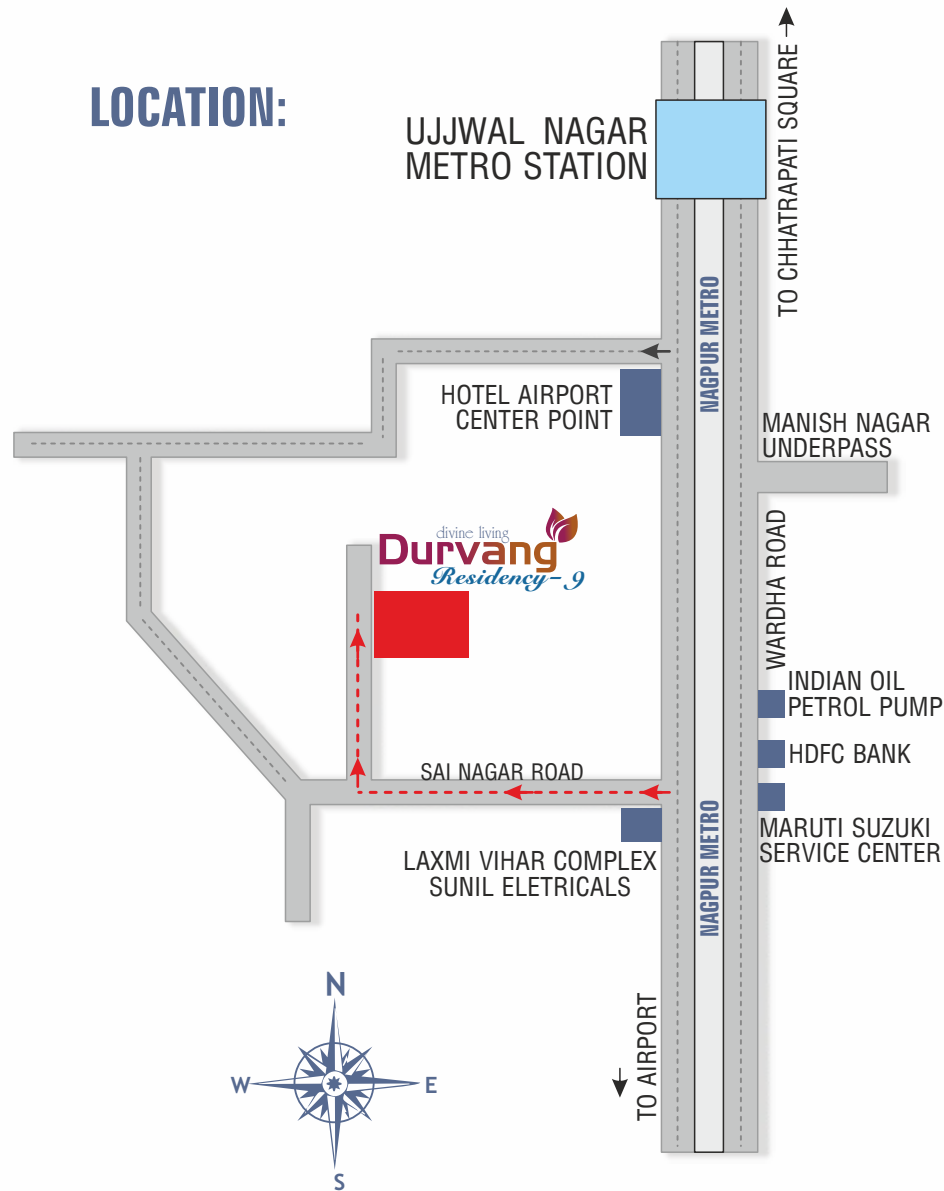 LOCATION:
TO CHHATRAPATI SQUARE
UJJWAL NAGAR
METRO STATION
NAGPUR METRO
HOTEL AIRPORT
CENTER POINT
MANISH NAGAR
UNDERPASS
divine living
Durvang
Residency-9
WARDHA ROAD
INDIAN OIL
PETROL PUMP
HDFC BANK
SAI NAGAR ROAD
MARUTI SUZUKI
SERVICE CENTER
NAGPUR METRO
LAXMI VIHAR COMPLEX
SUNIL ELETRICALS
TO AIRPORT
N
W
E
S